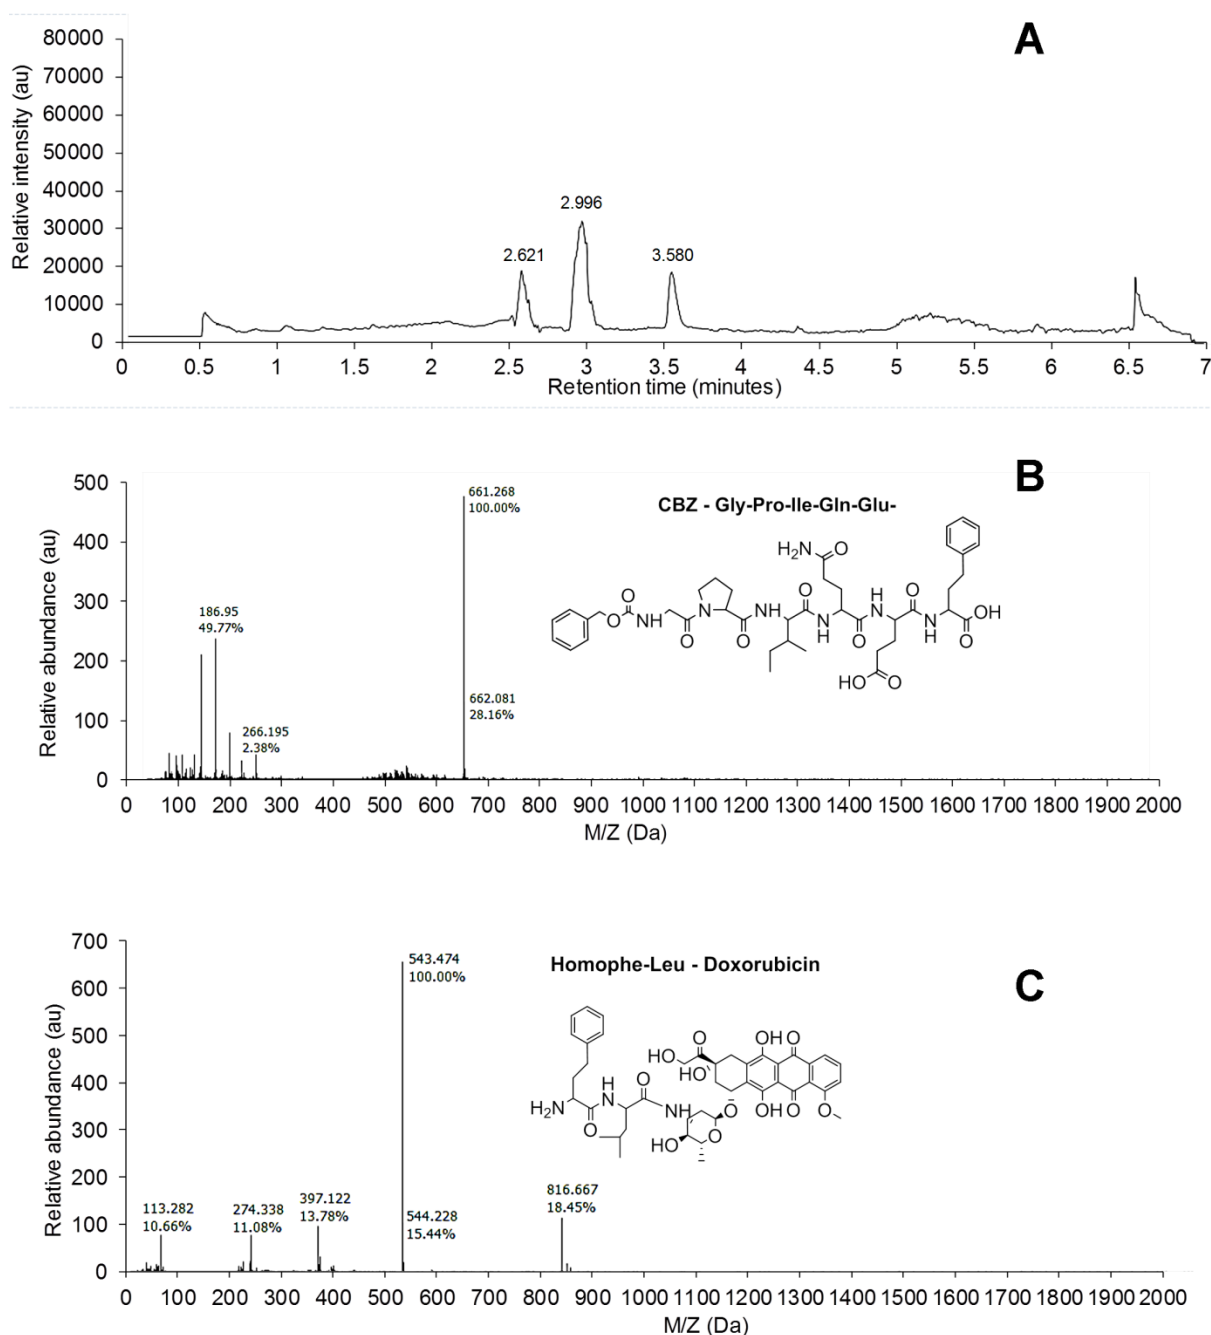 A
80000
70000
60000
50000
40000
30000
20000
10000
0
Relative intensity (au)
2.621
2.996
3.580
0 0.5 1 1.5 2 2.5 3 3.5 4 4.5 5 5.5 6 6.5 7
Retention time (minutes)
B
500
400
300
200
100
0
Relative abundance (au)
661.268
100.00%
CBZ - Gly-Pro-Ile-Gln-Glu-
186.95
49.77%
662.081
28.16%
266.195
2.38%
H₂N O
O
O NH
O
N
O
NH
O
N
H
O
H
N
O
HO O
N
H
O
OH
0 100 200 300 400 500 600 700 800 900 1000 1100 1200 1300 1400 1500 1600 1700 1800 1900 2000
M/Z (Da)
C
700
600
500
400
300
200
100
0
Relative abundance (au)
543.474
100.00%
Homophe-Leu - Doxorubicin
113.282
10.66%
274.338
11.08%
397.122
13.78%
544.228
15.44%
816.667
18.45%
O OH O
HO
HO
H
N
O
H₂N
O
NH
O
OH O O
HO
O
0 100 200 300 400 500 600 700 800 900 1000 1100 1200 1300 1400 1500 1600 1700 1800 1900 2000
M/Z (Da)